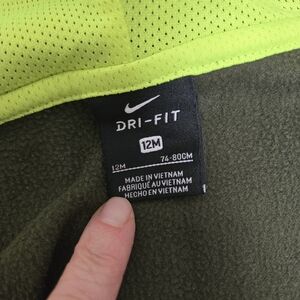 DRI-FIT
12M
12M 74-80CM
MADE IN VIETNAM
FABRIQUÉ AU VIETNAM
HECHO EN VIETNAM